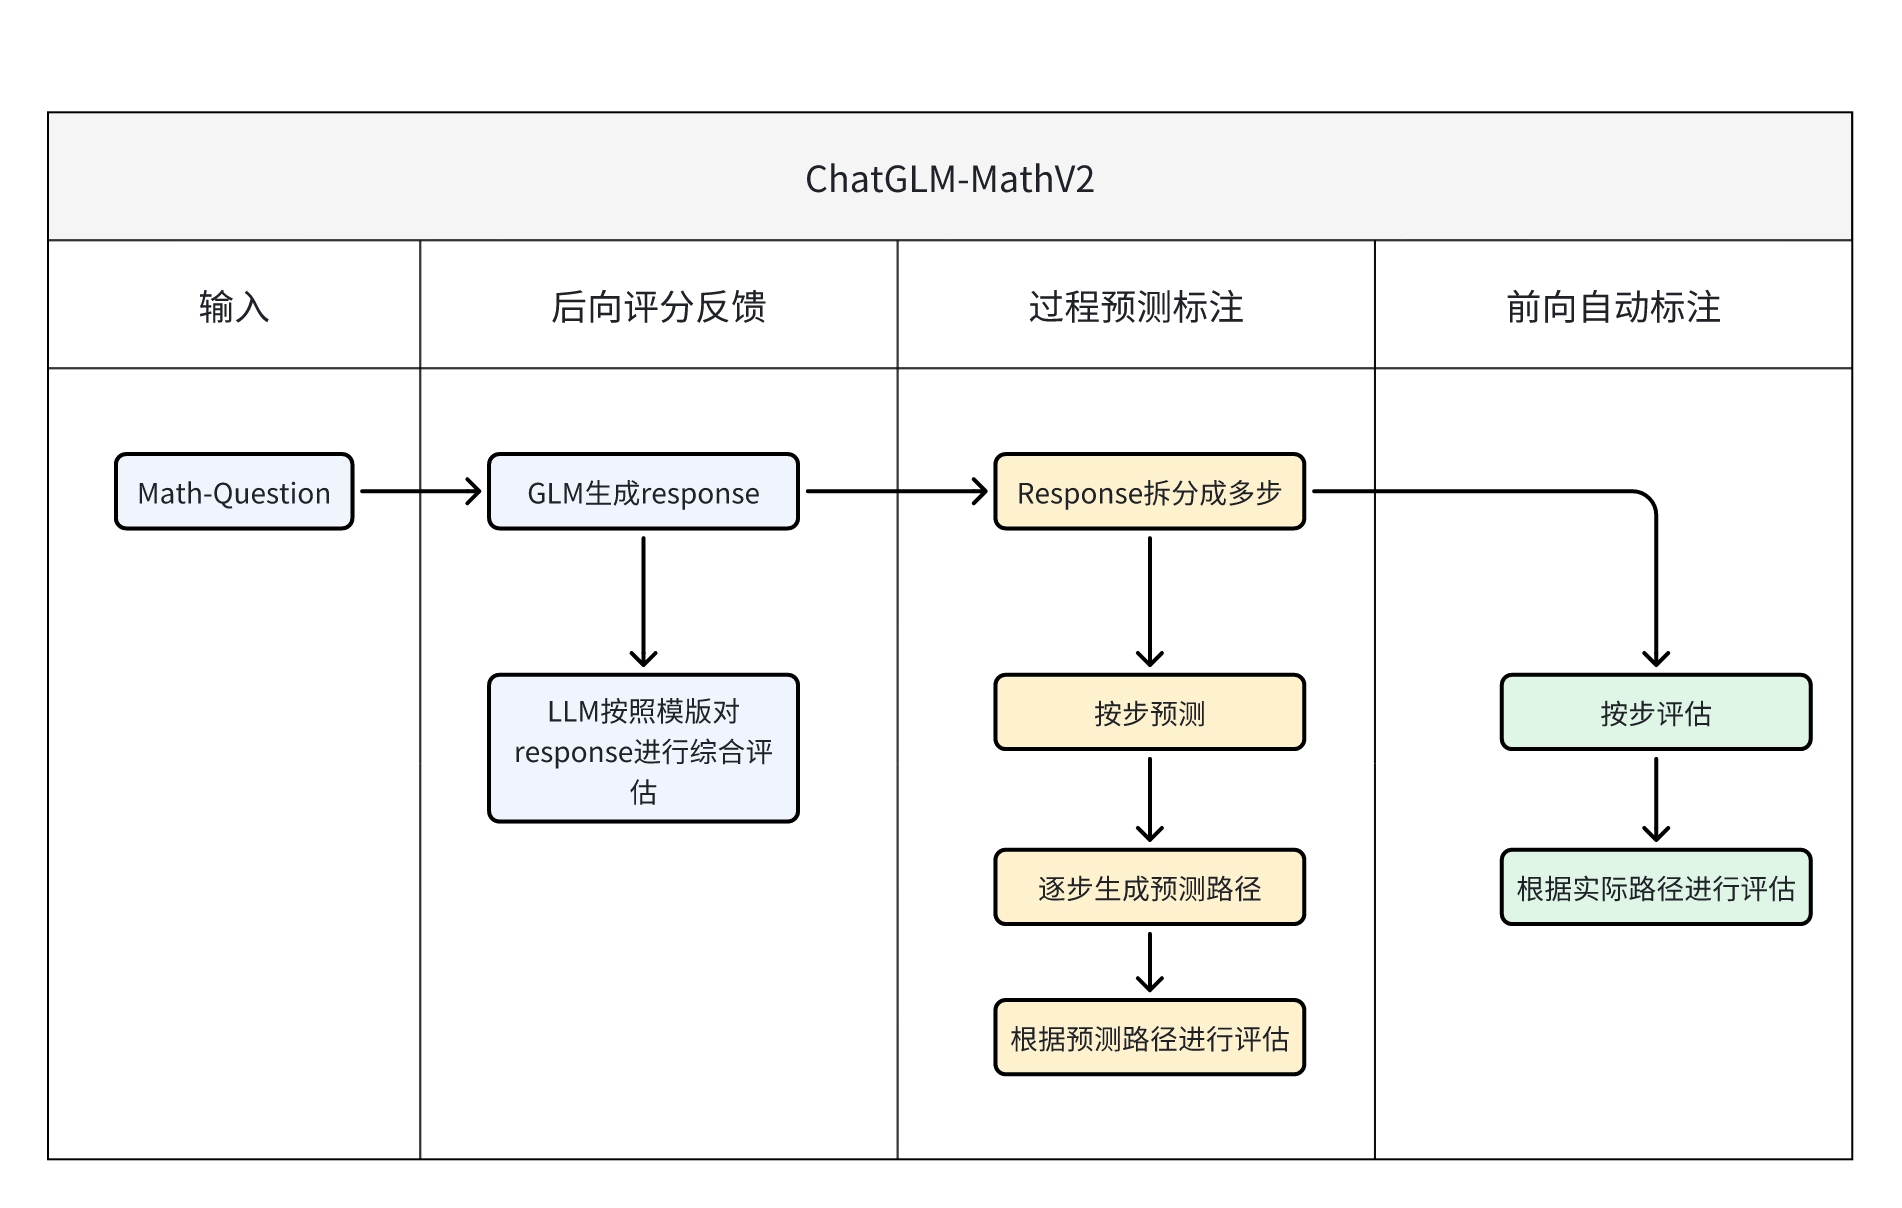 ChatGLM-MathV2
输入
后向评分反馈
过程预测标注
前向自动标注
Math-Question
GLM生成response
Response拆分成多步
LLM按照模版对
response进行综合评
估
按步预测
按步评估
逐步生成预测路径
根据实际路径进行评估
根据预测路径进行评估